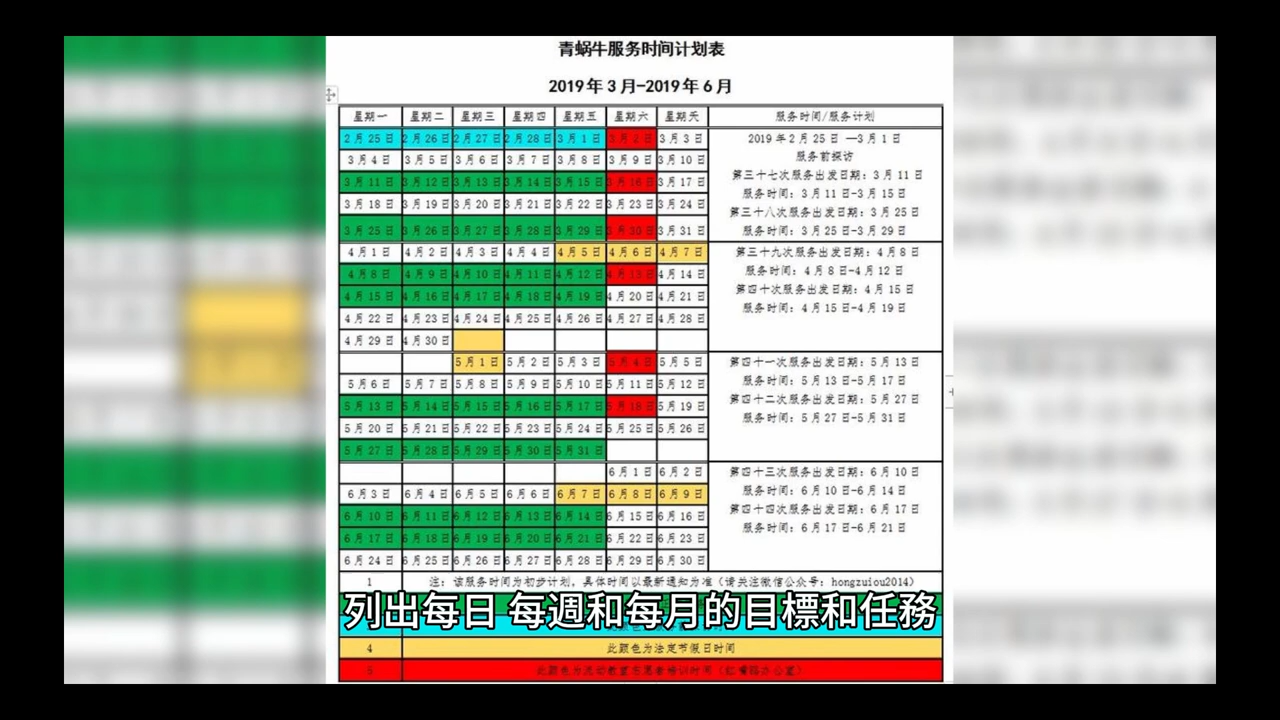 青蜗牛服务时间计划表
2019年3月-2019年6月
星期一 星期二 星期三 星期四 星期五 星期六 星期天 服务时间/服务计划
2月25日 2月26日 2月27日 2月28日 3月1日 3月2日 3月3日
3月4日 3月5日 3月6日 3月7日 3月8日 3月9日 3月10日
3月11日 3月12日 3月13日 3月14日 3月15日 3月16日 3月17日
3月18日 3月19日 3月20日 3月21日 3月22日 3月23日 3月24日
3月25日 3月26日 3月27日 3月28日 3月29日 3月30日 3月31日
2019年2月25日—3月1日
服务前探访
第三十七次服务出发日期：3月11日
服务时间：3月11日-3月15日
第三十八次服务出发日期：3月25日
服务时间：3月25日-3月29日
4月1日 4月2日 4月3日 4月4日 4月5日 4月6日 4月7日
4月8日 4月9日 4月10日 4月11日 4月12日 4月13日 4月14日
4月15日 4月16日 4月17日 4月18日 4月19日 4月20日 4月21日
4月22日 4月23日 4月24日 4月25日 4月26日 4月27日 4月28日
4月29日 4月30日
第三十九次服务出发日期：4月8日
服务时间：4月8日-4月12日
第四十次服务出发日期：4月15日
服务时间：4月15日-4月19日
5月1日 5月2日 5月3日 5月4日 5月5日
5月6日 5月7日 5月8日 5月9日 5月10日 5月11日 5月12日
5月13日 5月14日 5月15日 5月16日 5月17日 5月18日 5月19日
5月20日 5月21日 5月22日 5月23日 5月24日 5月25日 5月26日
5月27日 5月28日 5月29日 5月30日 5月31日
第四十一次服务出发日期：5月13日
服务时间：5月13日-5月17日
第四十二次服务出发日期：5月27日
服务时间：5月27日-5月31日
6月1日 6月2日
6月3日 6月4日 6月5日 6月6日 6月7日 6月8日 6月9日
6月10日 6月11日 6月12日 6月13日 6月14日 6月15日 6月16日
6月17日 6月18日 6月19日 6月20日 6月21日 6月22日 6月23日
6月24日 6月25日 6月26日 6月27日 6月28日 6月29日 6月30日
第四十三次服务出发日期：6月10日
服务时间：6月10日-6月14日
第四十四次服务出发日期：6月17日
服务时间：6月17日-6月21日
1 注：该服务时间为初步计划，具体时间以最新通知为准（请关注微信公众号：hongzuiou2014）
列出每日 每週和每月的目標和任務
4 此颜色为法定节假日时间
5 此颜色为流动教室志愿者培训时间（红嘴鸥办公室）